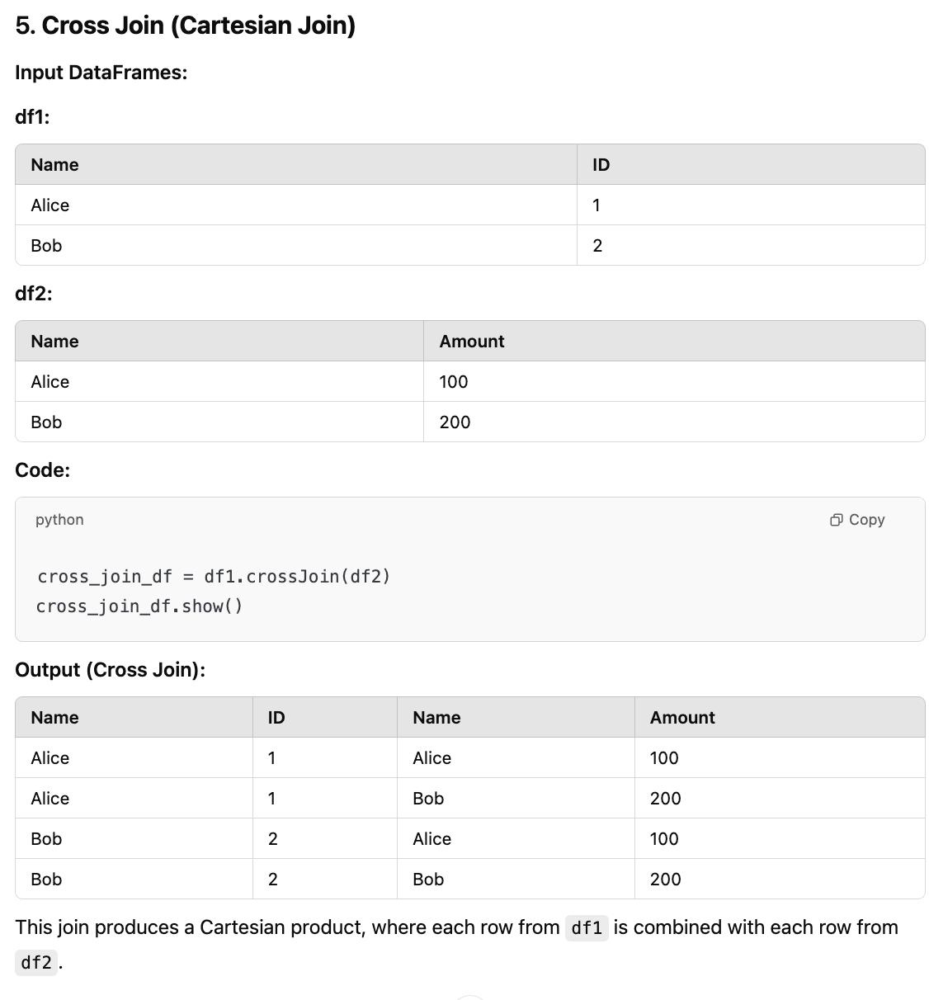 5. Cross Join (Cartesian Join)
Input DataFrames:
df1:
Name ID
Alice 1
Bob 2
df2:
Name Amount
Alice 100
Bob 200
Code:
python Copy
cross_join_df = df1.crossJoin(df2)
cross_join_df.show()
Output (Cross Join):
Name ID Name Amount
Alice 1 Alice 100
Alice 1 Bob 200
Bob 2 Alice 100
Bob 2 Bob 200
This join produces a Cartesian product, where each row from df1 is combined with each row from
df2.